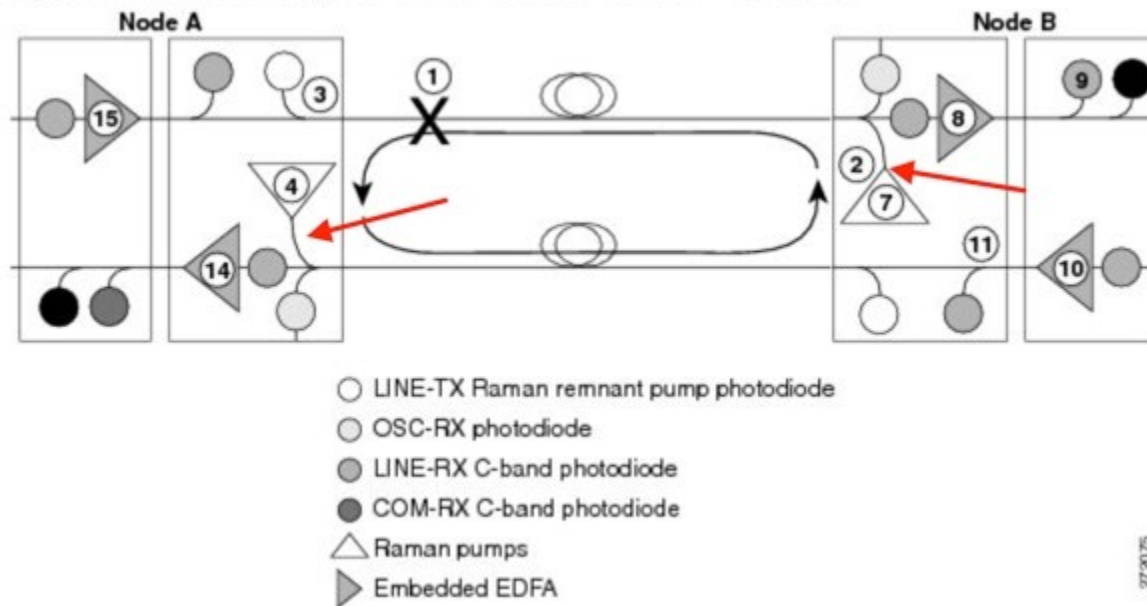 Node A
Node B
1
3
15
9
8
2
4
7
11
14
10
LINE-TX Raman remnant pump photodiode
OSC-RX photodiode
LINE-RX C-band photodiode
COM-RX C-band photodiode
Raman pumps
Embedded EDFA